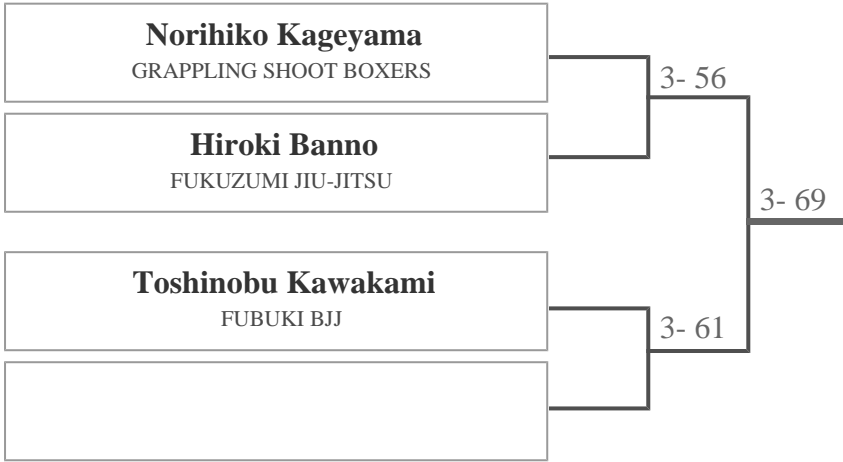 Norihiko Kageyama
GRAPPLING SHOOT BOXERS
3- 56
Hiroki Banno
FUKUZUMI JIU-JITSU
3- 69
Toshinobu Kawakami
FUBUKI BJJ
3- 61